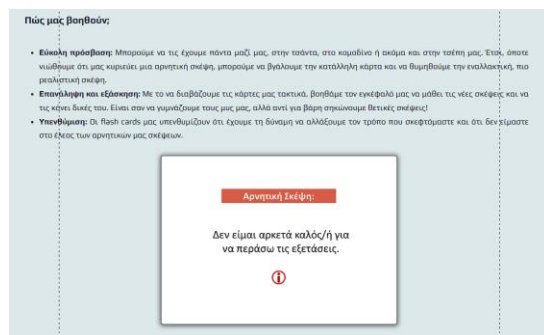 Πώς μας βοηθούν;
• Εύκολη πρόσβαση: Μπορούμε να τις έχουμε πάντα μαζί μας, στην τσάντα, στο κομοδίνο ή ακόμα και στην τσέπη μας. Έτσι, όποτε
νιώθουμε ότι μας κυριεύει μια αρνητική σκέψη, μπορούμε να βγάλουμε την κατάλληλη κάρτα και να θυμηθούμε την εναλλακτική, πιο
ρεαλιστική σκέψη.
• Επανάληψη και εξάσκηση: Με το να διαβάζουμε τις κάρτες μας τακτικά, βοηθάμε τον εγκέφαλό μας να μάθει τις νέες σκέψεις και να
τις κάνει δικές του. Είναι σαν να γυμνάζουμε τους μυς μας, αλλά αντί για βάρη σηκώνουμε θετικές σκέψεις!
• Υπενθύμιση: Οι flash cards μας υπενθυμίζουν ότι έχουμε τη δύναμη να αλλάξουμε τον τρόπο που σκεφτόμαστε και ότι δεν είμαστε
στο έλεος των αρνητικών μας σκέψεων.
Αρνητική Σκέψη:
Δεν είμαι αρκετά καλός/ή για
να περάσω τις εξετάσεις.